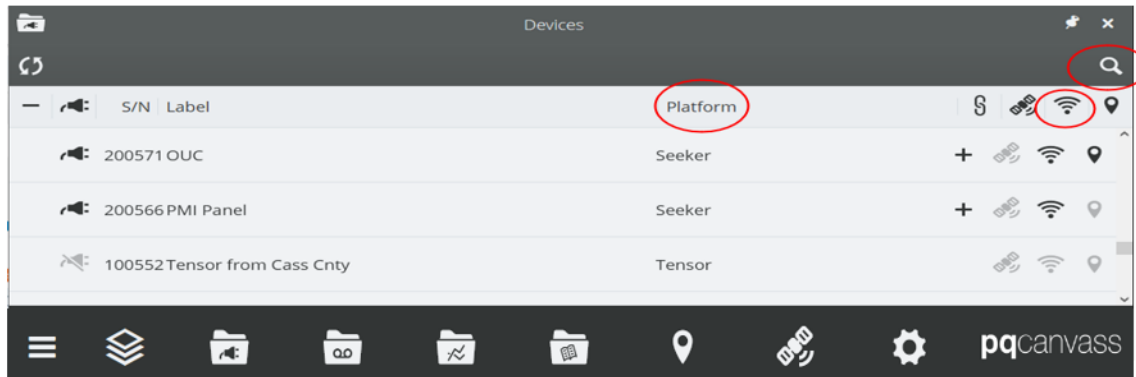 Devices
S/N Label Platform
200571 OUC Seeker
200566 PMI Panel Seeker
100552 Tensor from Cass Cnty Tensor
pqcanvass